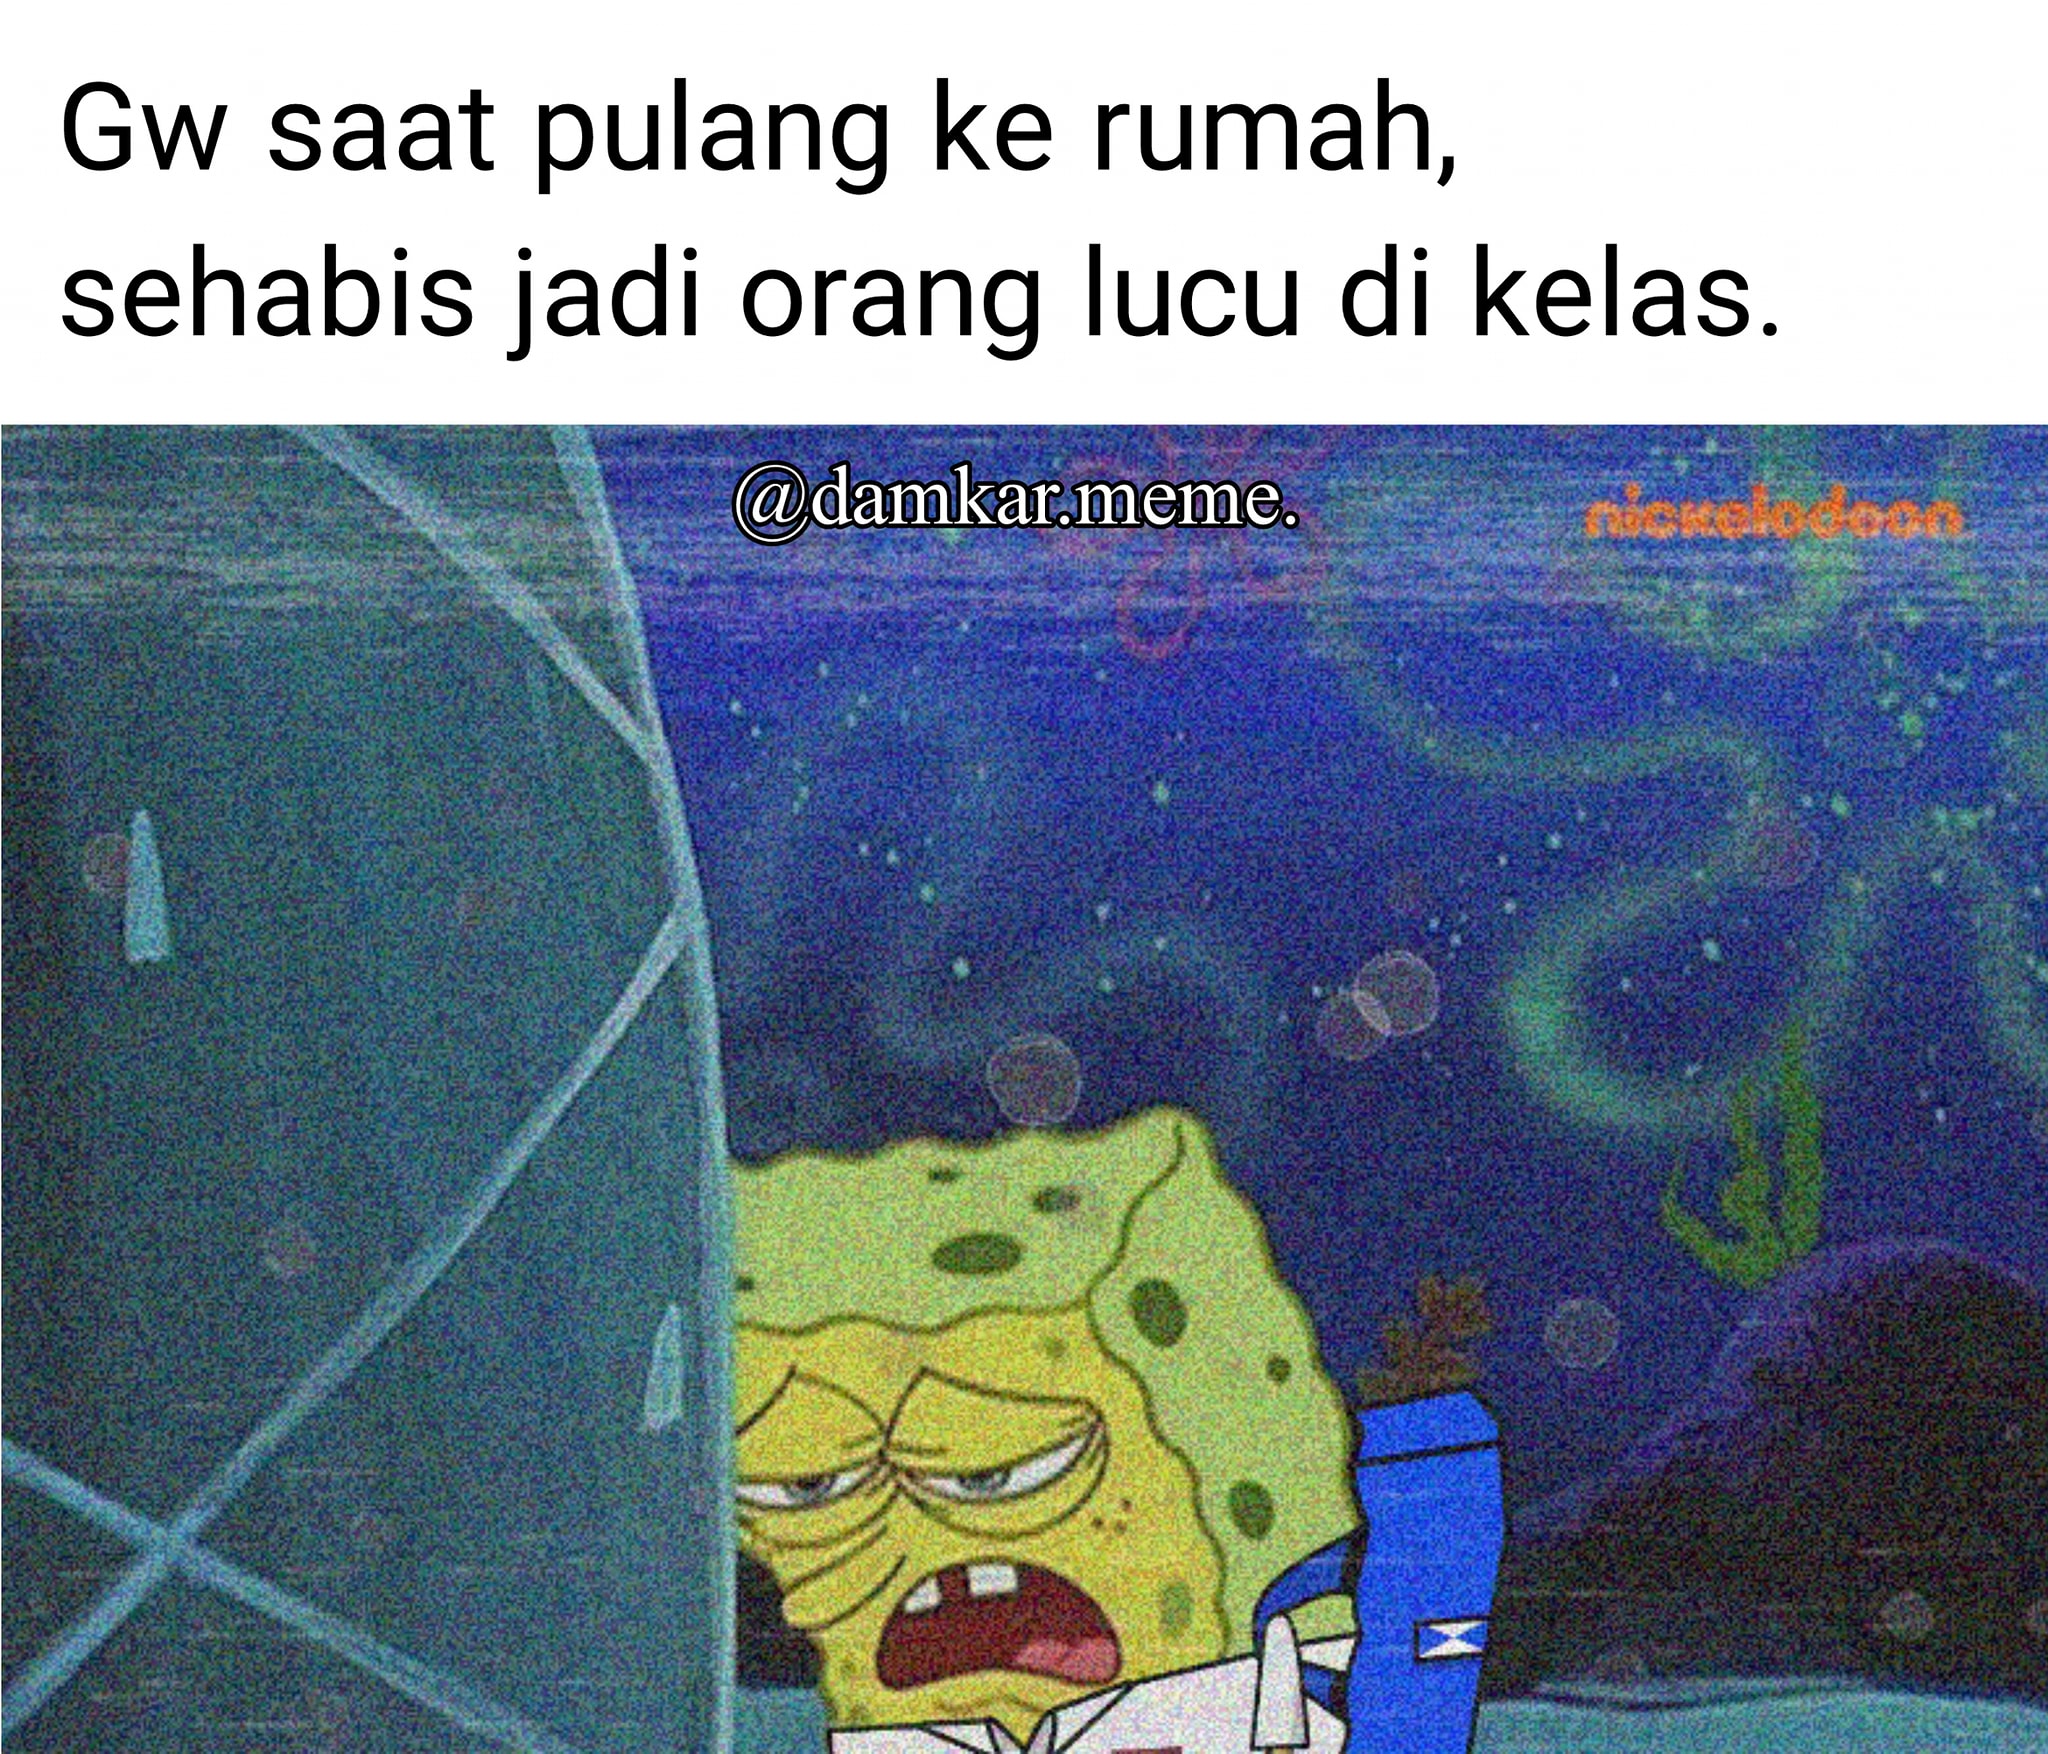 Gw saat pulang ke rumah,
sehabis jadi orang lucu di kelas.
@damkar.meme.
nickelodeon